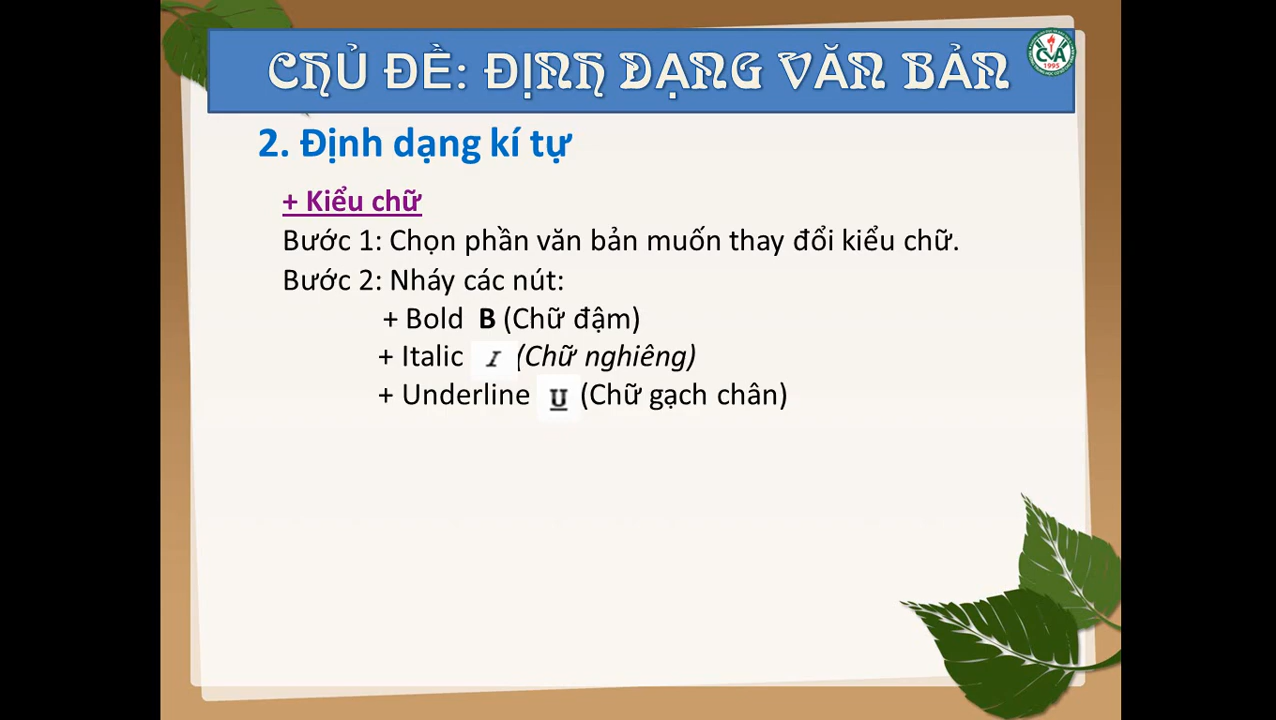 CHỦ ĐỀ: ĐỊNH DẠNG VĂN BẢN
CVA
1995
2. Định dạng kí tự
+ Kiểu chữ
Bước 1: Chọn phần văn bản muốn thay đổi kiểu chữ.
Bước 2: Nháy các nút:
+ Bold B (Chữ đậm)
+ Italic I (Chữ nghiêng)
+ Underline U (Chữ gạch chân)